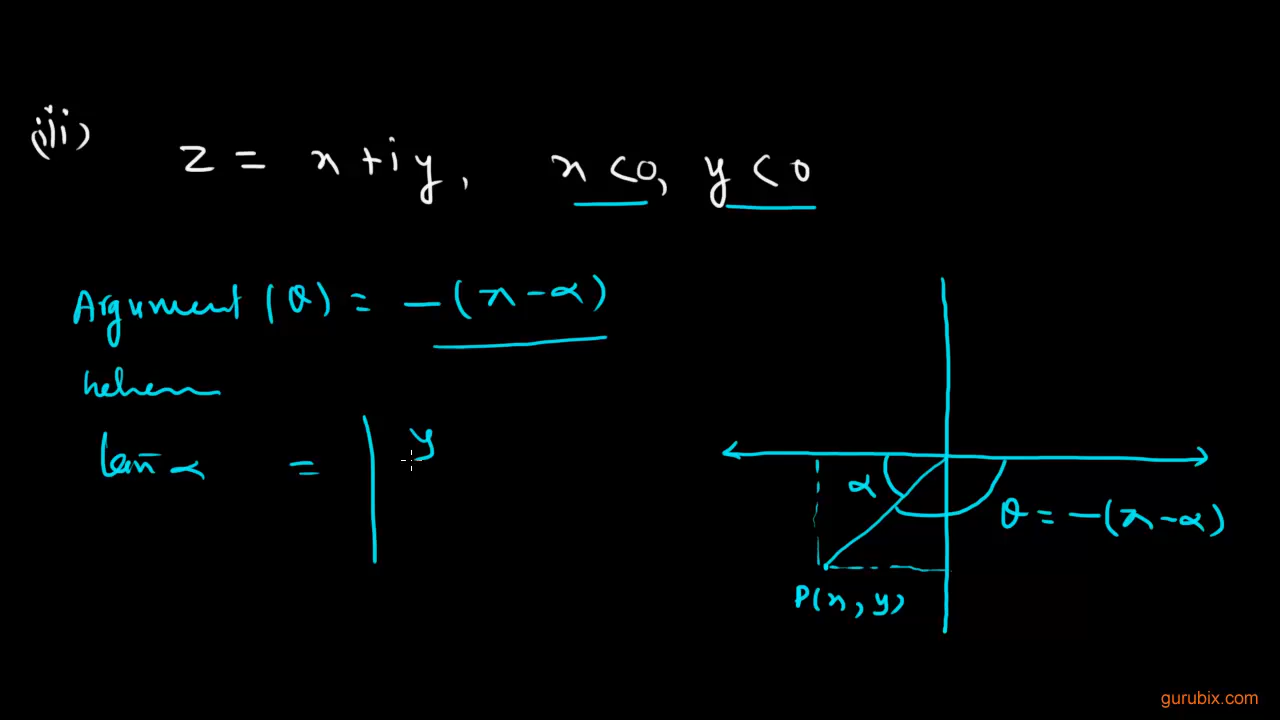 (iii)
z = x + iy, x < 0, y < 0
Argument (θ) = -(π - α)
where
tan α = | y
α
θ = -(π - α)
P(x, y)
gurubix.com